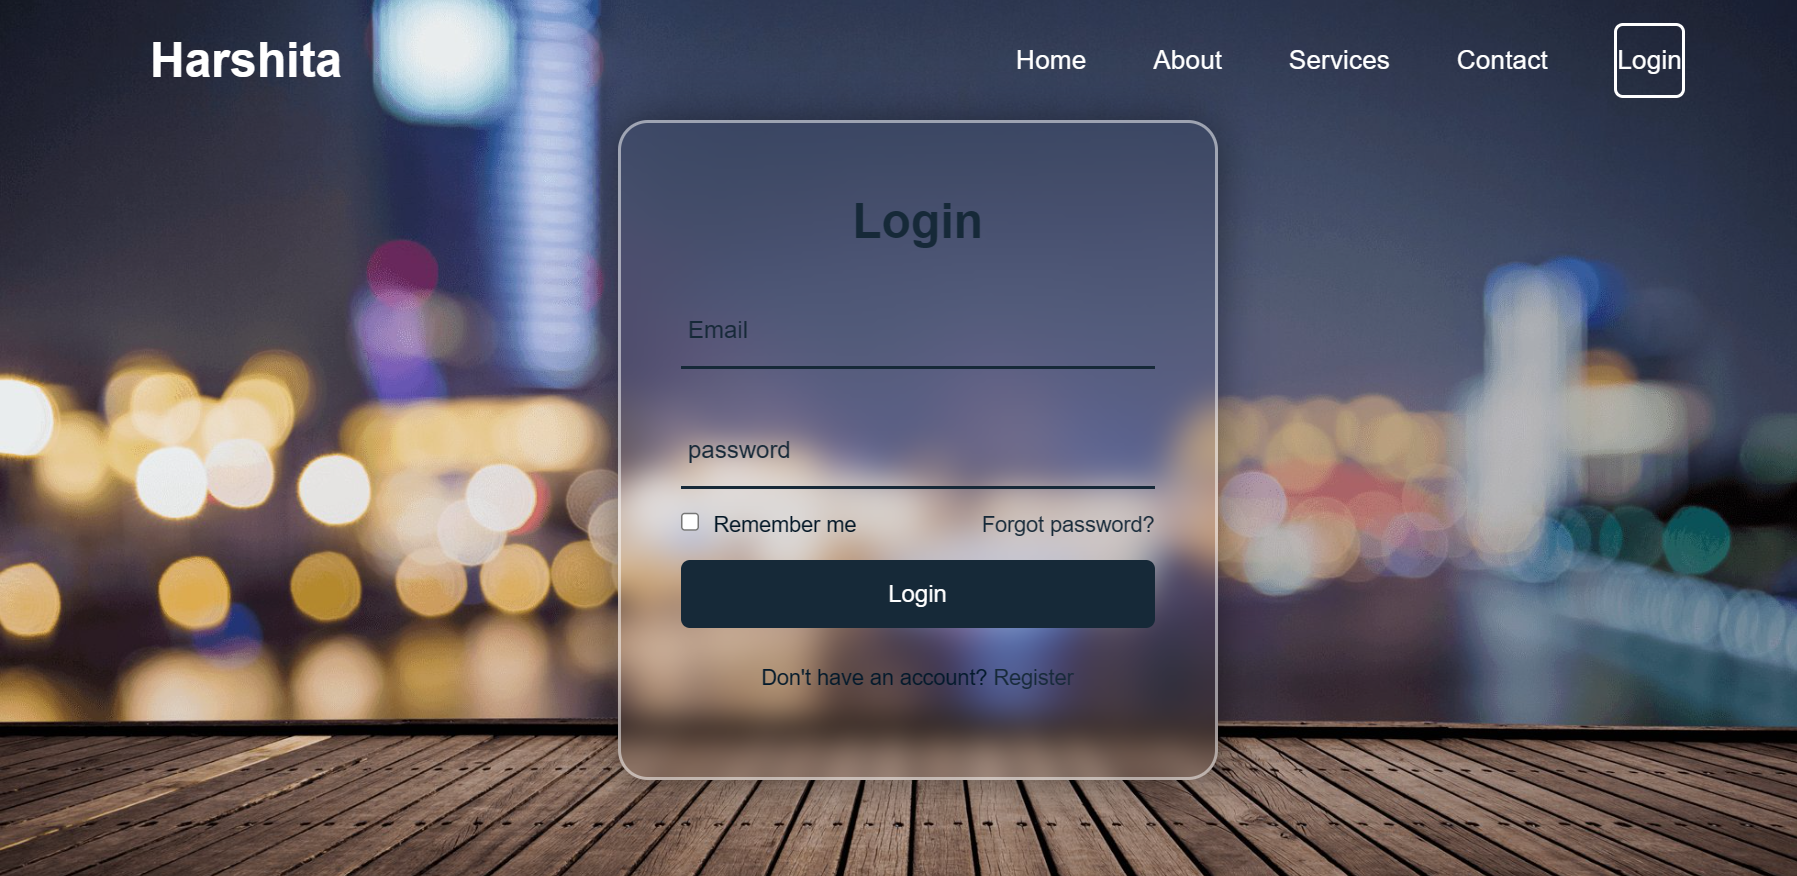 Harshita
Home About Services Contact Login
Login
Email
password
Remember me Forgot password?
Login
Don't have an account? Register